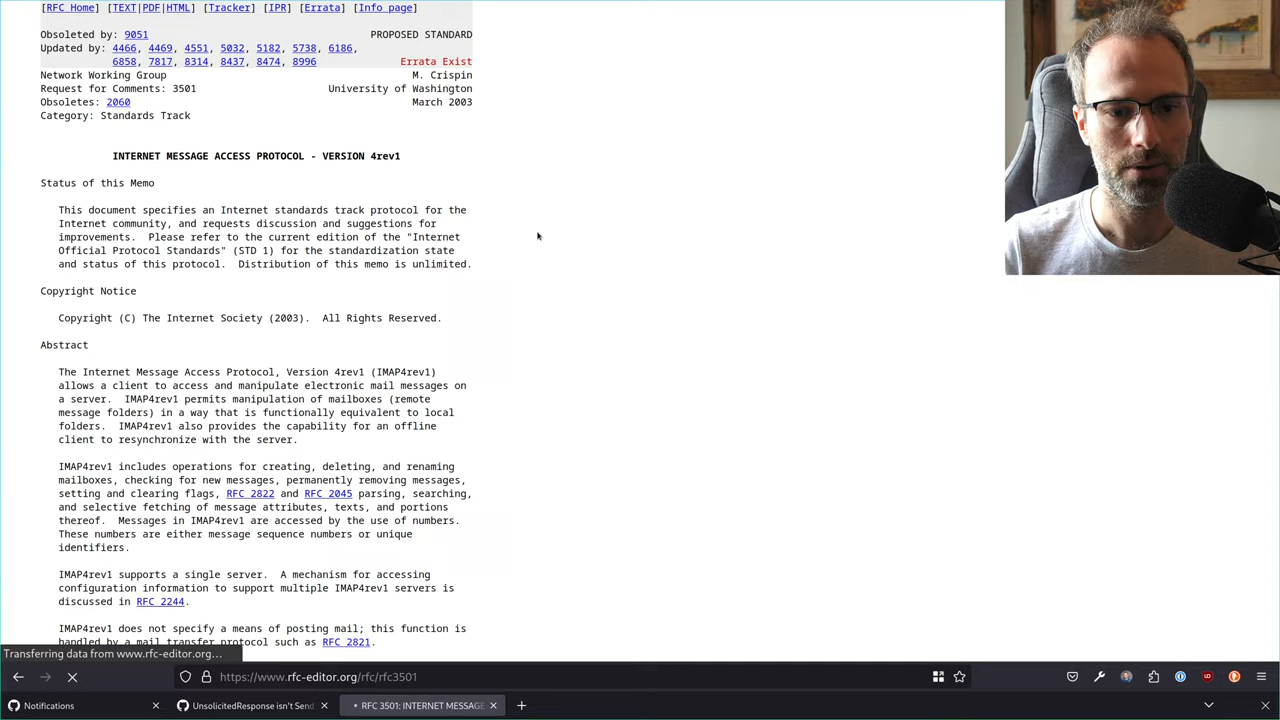 [RFC Home] [TEXT|PDF|HTML] [Tracker] [IPR] [Errata] [Info page]
Obsoleted by: 9051 PROPOSED STANDARD
Updated by: 4466, 4469, 4551, 5032, 5182, 5738, 6186,
6858, 7817, 8314, 8437, 8474, 8996 Errata Exist
Network Working Group M. Crispin
Request for Comments: 3501 University of Washington
Obsoletes: 2060 March 2003
Category: Standards Track
INTERNET MESSAGE ACCESS PROTOCOL - VERSION 4rev1
Status of this Memo
This document specifies an Internet standards track protocol for the
Internet community, and requests discussion and suggestions for
improvements. Please refer to the current edition of the "Internet
Official Protocol Standards" (STD 1) for the standardization state
and status of this protocol. Distribution of this memo is unlimited.
Copyright Notice
Copyright (C) The Internet Society (2003). All Rights Reserved.
Abstract
The Internet Message Access Protocol, Version 4rev1 (IMAP4rev1)
allows a client to access and manipulate electronic mail messages on
a server. IMAP4rev1 permits manipulation of mailboxes (remote
message folders) in a way that is functionally equivalent to local
folders. IMAP4rev1 also provides the capability for an offline
client to resynchronize with the server.
IMAP4rev1 includes operations for creating, deleting, and renaming
mailboxes, checking for new messages, permanently removing messages,
setting and clearing flags, RFC 2822 and RFC 2045 parsing, searching,
and selective fetching of message attributes, texts, and portions
thereof. Messages in IMAP4rev1 are accessed by the use of numbers.
These numbers are either message sequence numbers or unique
identifiers.
IMAP4rev1 supports a single server. A mechanism for accessing
configuration information to support multiple IMAP4rev1 servers is
discussed in RFC 2244.
IMAP4rev1 does not specify a means of posting mail; this function is
handled by a mail transfer protocol such as RFC 2821.
Transferring data from www.rfc-editor.org...
https://www.rfc-editor.org/rfc/rfc3501
Notifications
UnsolicitedResponse isn't Send
RFC 3501: INTERNET MESSAGE